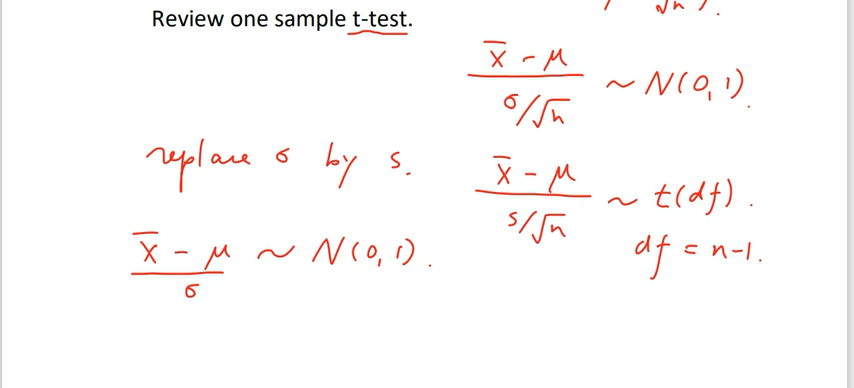 Review one sample t-test.
√n ) .
x̄ - μ / σ/√n ~ N(0,1).
replace σ by s.
x̄ - μ / s/√n ~ t(df).
df = n-1.
x̄ - μ / σ ~ N(0,1).